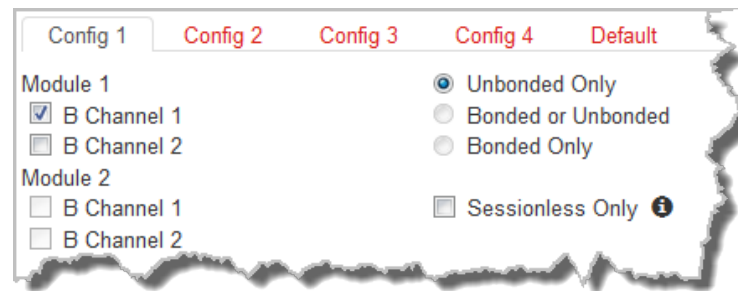 Config 1 Config 2 Config 3 Config 4 Default
Module 1
B Channel 1
B Channel 2
Module 2
B Channel 1
B Channel 2
Unbonded Only
Bonded or Unbonded
Bonded Only
Sessionless Only